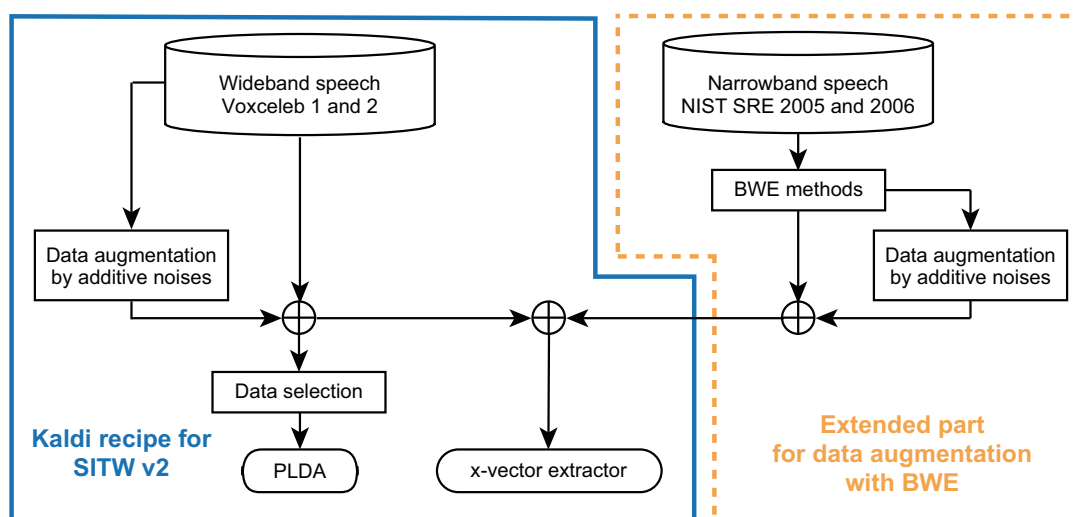 Wideband speech
Voxceleb 1 and 2
Narrowband speech
NIST SRE 2005 and 2006
BWE methods
Data augmentation
by additive noises
Data augmentation
by additive noises
Data selection
Kaldi recipe for
SITW v2
PLDA
x-vector extractor
Extended part
for data augmentation
with BWE